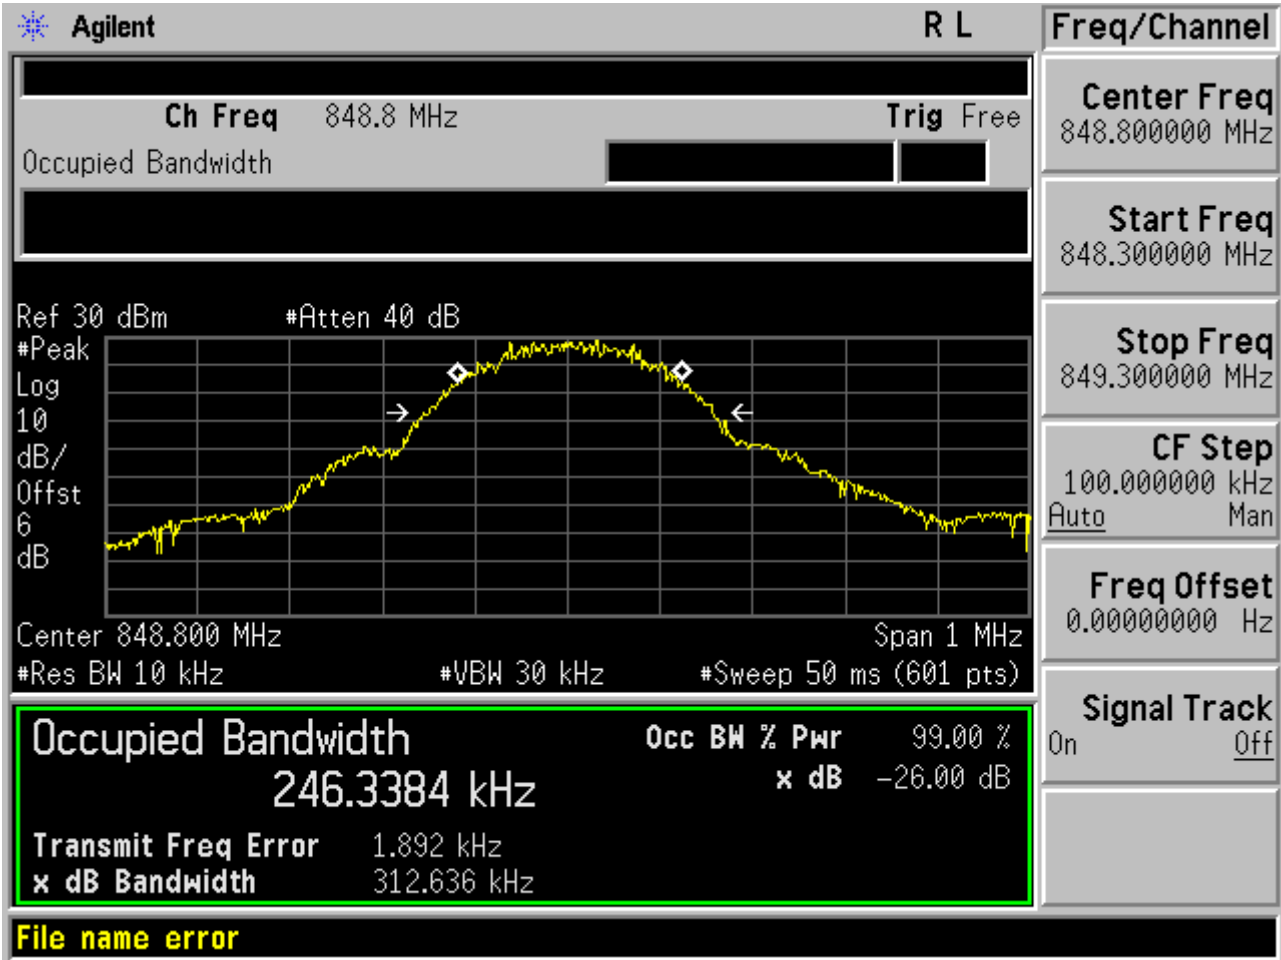 Agilent
R L
Freq/Channel
Ch Freq 848.8 MHz
Trig Free
Occupied Bandwidth
Center Freq
848.800000 MHz
Start Freq
848.300000 MHz
Stop Freq
849.300000 MHz
CF Step
100.000000 kHz
Auto Man
Freq Offset
0.00000000 Hz
Signal Track
On Off
Ref 30 dBm
#Atten 40 dB
#Peak
Log
10
dB/
Offst
6
dB
Center 848.800 MHz
Span 1 MHz
#Res BW 10 kHz
#VBW 30 kHz
#Sweep 50 ms (601 pts)
Occupied Bandwidth
246.3384 kHz
Occ BW % Pwr 99.00 %
x dB -26.00 dB
Transmit Freq Error 1.892 kHz
x dB Bandwidth 312.636 kHz
File name error